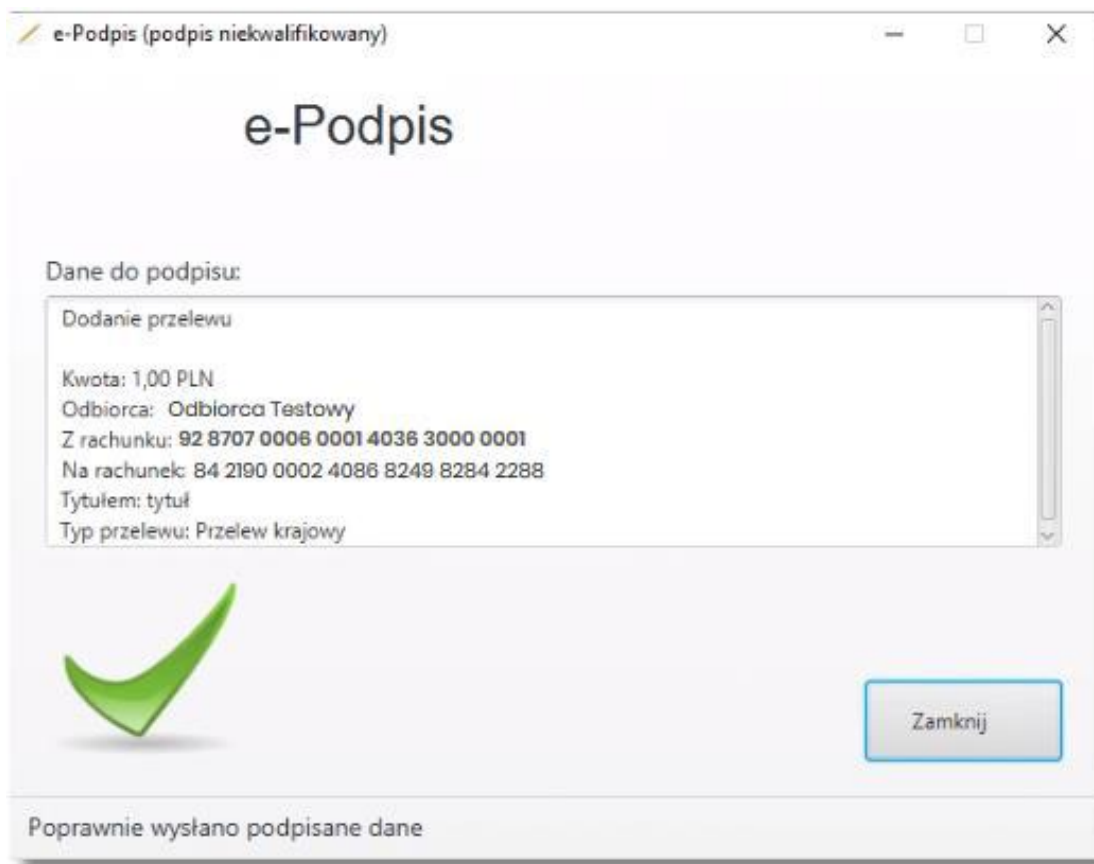 e-Podpis (podpis niekwalifikowany)
e-Podpis
Dane do podpisu:
Dodanie przelewu
Kwota: 1,00 PLN
Odbiorca: Odbiorca Testowy
Z rachunku: 92 8707 0006 0001 4036 3000 0001
Na rachunek: 84 2190 0002 4086 8249 8284 2288
Tytułem: tytuł
Typ przelewu: Przelew krajowy
Zamknij
Poprawnie wysłano podpisane dane